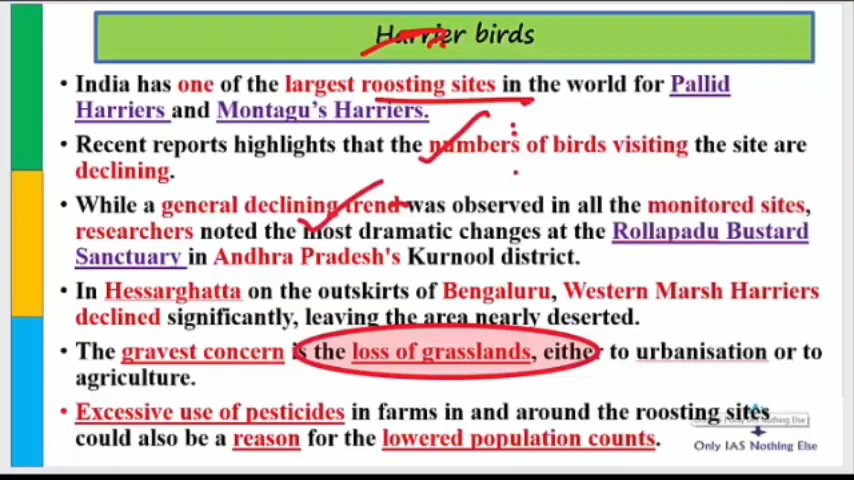 Harrier birds
• India has one of the largest roosting sites in the world for Pallid
Harriers and Montagu's Harriers.
• Recent reports highlights that the numbers of birds visiting the site are
declining.
• While a general declining trend was observed in all the monitored sites,
researchers noted the most dramatic changes at the Rollapadu Bustard
Sanctuary in Andhra Pradesh's Kurnool district.
• In Hessarghatta on the outskirts of Bengaluru, Western Marsh Harriers
declined significantly, leaving the area nearly deserted.
• The gravest concern is the loss of grasslands, either to urbanisation or to
agriculture.
• Excessive use of pesticides in farms in and around the roosting sites
could also be a reason for the lowered population counts.
Only IAS Nothing Else